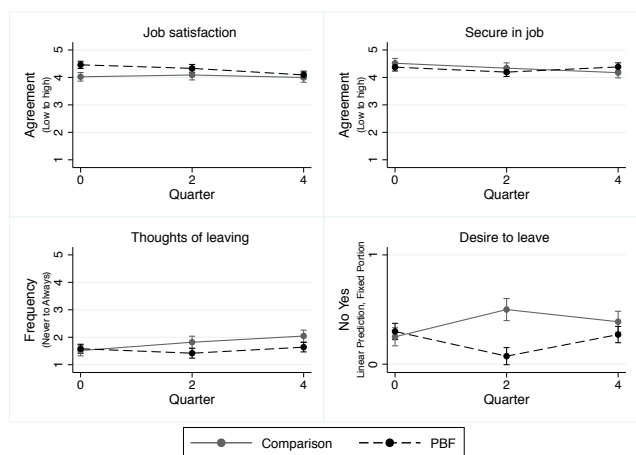 Job satisfaction
Agreement
(Low to high)
1 2 3 4 5
0 2 4
Quarter
Secure in job
Agreement
(Low to high)
1 2 3 4 5
0 2 4
Quarter
Thoughts of leaving
Frequency
(Never to Always)
1 2 3 4 5
0 2 4
Quarter
Desire to leave
No Yes
Linear Prediction, Fixed Portion
0 1
0 2 4
Quarter
Comparison PBF